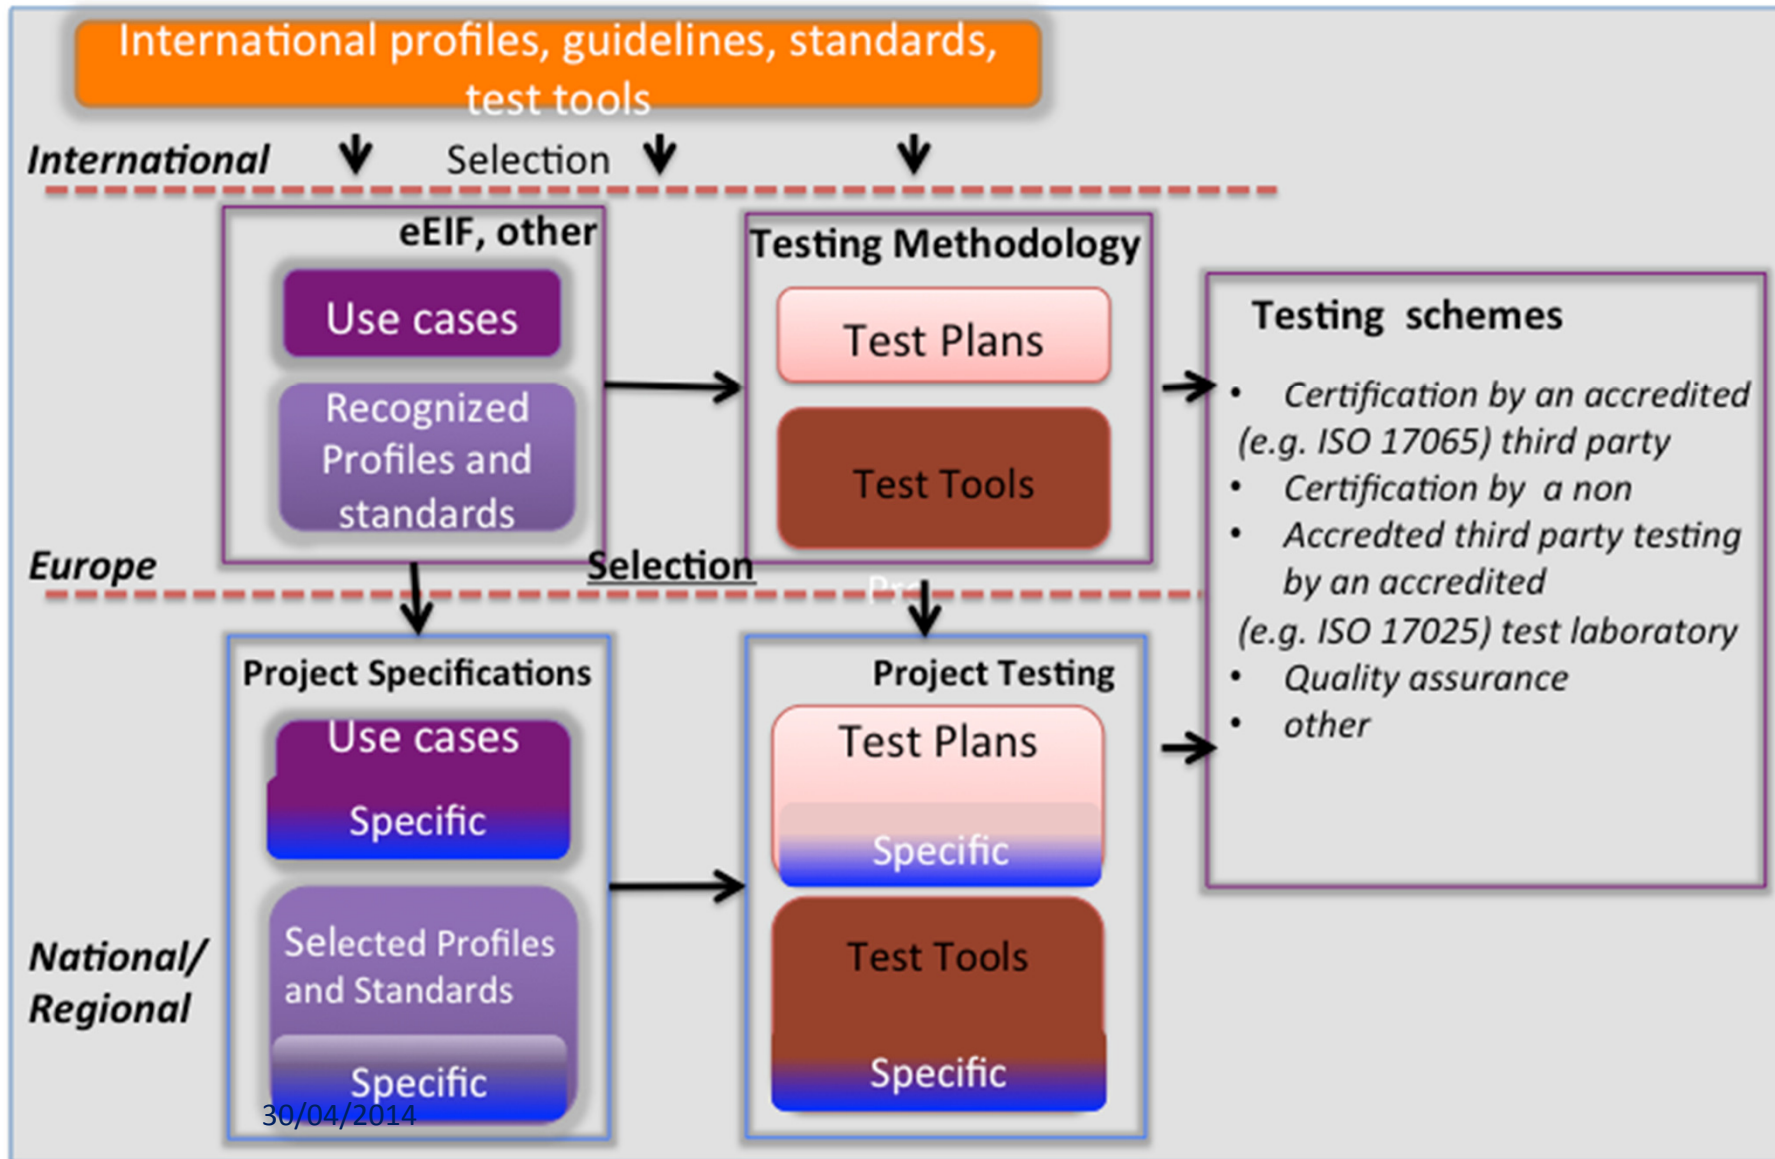 International profiles, guidelines, standards,
test tools
International
Selection
eEIF, other
Use cases
Recognized
Profiles and
standards
Testing Methodology
Test Plans
Test Tools
Testing schemes
• Certification by an accredited
(e.g. ISO 17065) third party
• Certification by a non
• Accredted third party testing
by an accredited
(e.g. ISO 17025) test laboratory
• Quality assurance
• other
Europe
Selection
Project Specifications
Use cases
Specific
Selected Profiles
and Standards
Specific
Project Testing
Test Plans
Specific
Test Tools
Specific
National/
Regional
30/04/2014